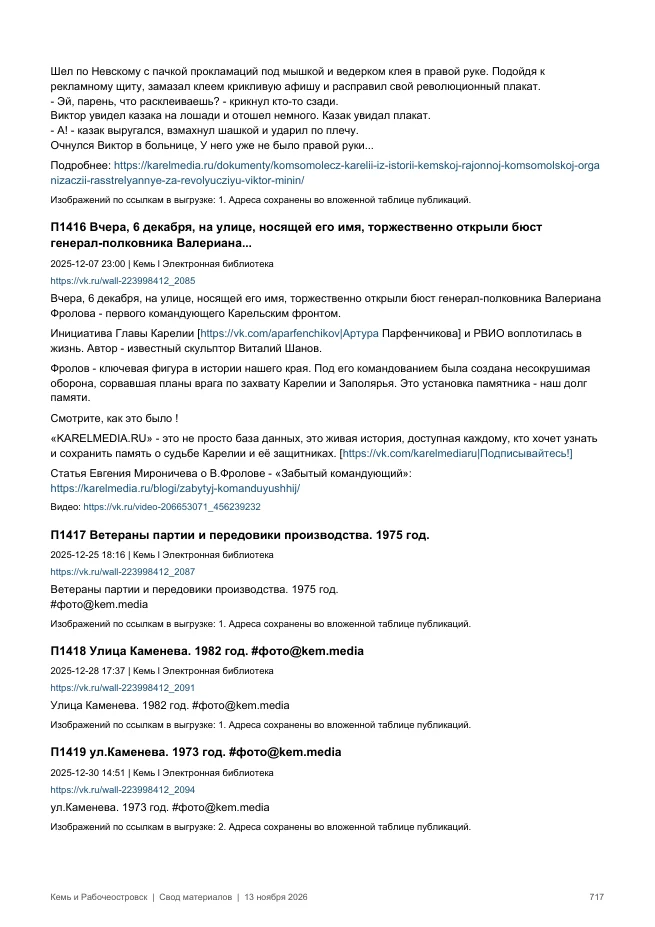 Шел по Невскому с пачкой прокламаций под мышкой и ведерком клея в правой руке. Подойдя к
рекламному щиту, замазал клеем крикливую афишу и расправил свой революционный плакат.
- Эй, парень, что расклеиваешь? - крикнул кто-то сзади.
Виктор увидел казака на лошади и отошел немного. Казак увидал плакат.
- А! - казак выругался, взмахнул шашкой и ударил по плечу.
Очнулся Виктор в больнице, У него уже не было правой руки...
Подробнее: https://karelmedia.ru/dokumenty/komsomolecz-karelii-iz-istorii-kemskoj-rajonnoj-komsomolskoj-orga
nizaczii-rasstrelyannye-za-revolyucziyu-viktor-minin/
Изображений по ссылкам в выгрузке: 1. Адреса сохранены во вложенной таблице публикаций.
П1416 Вчера, 6 декабря, на улице, носящей его имя, торжественно открыли бюст
генерал-полковника Валериана...
2025-12-07 23:00 | Кемь I Электронная библиотека
https://vk.ru/wall-223998412_2085
Вчера, 6 декабря, на улице, носящей его имя, торжественно открыли бюст генерал-полковника Валериана
Фролова - первого командующего Карельским фронтом.
Инициатива Главы Карелии [https://vk.com/aparfenchikov|Артура Парфенчикова] и РВИО воплотилась в
жизнь. Автор - известный скульптор Виталий Шанов.
Фролов - ключевая фигура в истории нашего края. Под его командованием была создана несокрушимая
оборона, сорвавшая планы врага по захвату Карелии и Заполярья. Это установка памятника - наш долг
памяти.
Смотрите, как это было !
«KARELMEDIA.RU» - это не просто база данных, это живая история, доступная каждому, кто хочет узнать
и сохранить память о судьбе Карелии и её защитниках. [https://vk.com/karelmediaru|Подписывайтесь!]
Статья Евгения Мироничева о В.Фролове - «Забытый командующий»:
https://karelmedia.ru/blogi/zabytyj-komanduyushhij/
Видео: https://vk.ru/video-206653071_456239232
П1417 Ветераны партии и передовики производства. 1975 год.
2025-12-25 18:16 | Кемь I Электронная библиотека
https://vk.ru/wall-223998412_2087
Ветераны партии и передовики производства. 1975 год.
#фото@kem.media
Изображений по ссылкам в выгрузке: 1. Адреса сохранены во вложенной таблице публикаций.
П1418 Улица Каменева. 1982 год. #фото@kem.media
2025-12-28 17:37 | Кемь I Электронная библиотека
https://vk.ru/wall-223998412_2091
Улица Каменева. 1982 год. #фото@kem.media
Изображений по ссылкам в выгрузке: 1. Адреса сохранены во вложенной таблице публикаций.
П1419 ул.Каменева. 1973 год. #фото@kem.media
2025-12-30 14:51 | Кемь I Электронная библиотека
https://vk.ru/wall-223998412_2094
ул.Каменева. 1973 год. #фото@kem.media
Изображений по ссылкам в выгрузке: 2. Адреса сохранены во вложенной таблице публикаций.
Кемь и Рабочеостровск | Свод материалов | 13 ноября 2026
717